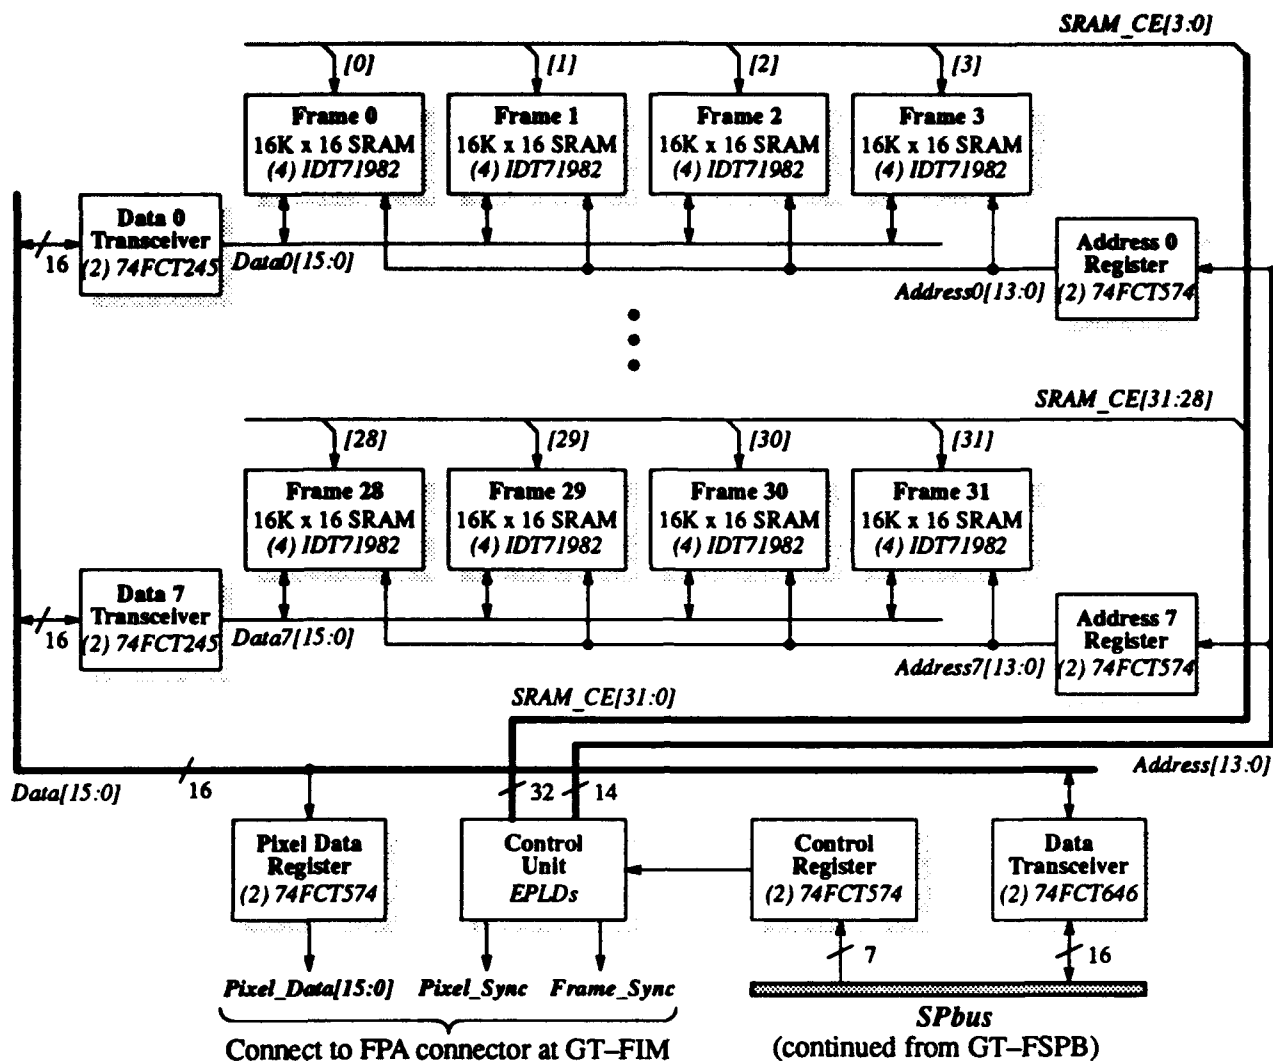 SRAM_CE[3:0]
[0] [1] [2] [3]
Frame 0
16K x 16 SRAM
(4) IDT71982
Frame 1
16K x 16 SRAM
(4) IDT71982
Frame 2
16K x 16 SRAM
(4) IDT71982
Frame 3
16K x 16 SRAM
(4) IDT71982
Data 0
Transceiver
(2) 74FCT245
16
Data0[15:0]
Address 0
Register
(2) 74FCT574
Address0[13:0]
SRAM_CE[31:28]
[28] [29] [30] [31]
Frame 28
16K x 16 SRAM
(4) IDT71982
Frame 29
16K x 16 SRAM
(4) IDT71982
Frame 30
16K x 16 SRAM
(4) IDT71982
Frame 31
16K x 16 SRAM
(4) IDT71982
Data 7
Transceiver
(2) 74FCT245
16
Data7[15:0]
Address 7
Register
(2) 74FCT574
Address7[13:0]
SRAM_CE[31:0]
Data[15:0]
16
32
14
Address[13:0]
Pixel Data
Register
(2) 74FCT574
Control
Unit
EPLDs
Control
Register
(2) 74FCT574
Data
Transceiver
(2) 74FCT646
7
16
Pixel_Data[15:0] Pixel_Sync Frame_Sync
Connect to FPA connector at GT–FIM
SPbus
(continued from GT–FSPB)